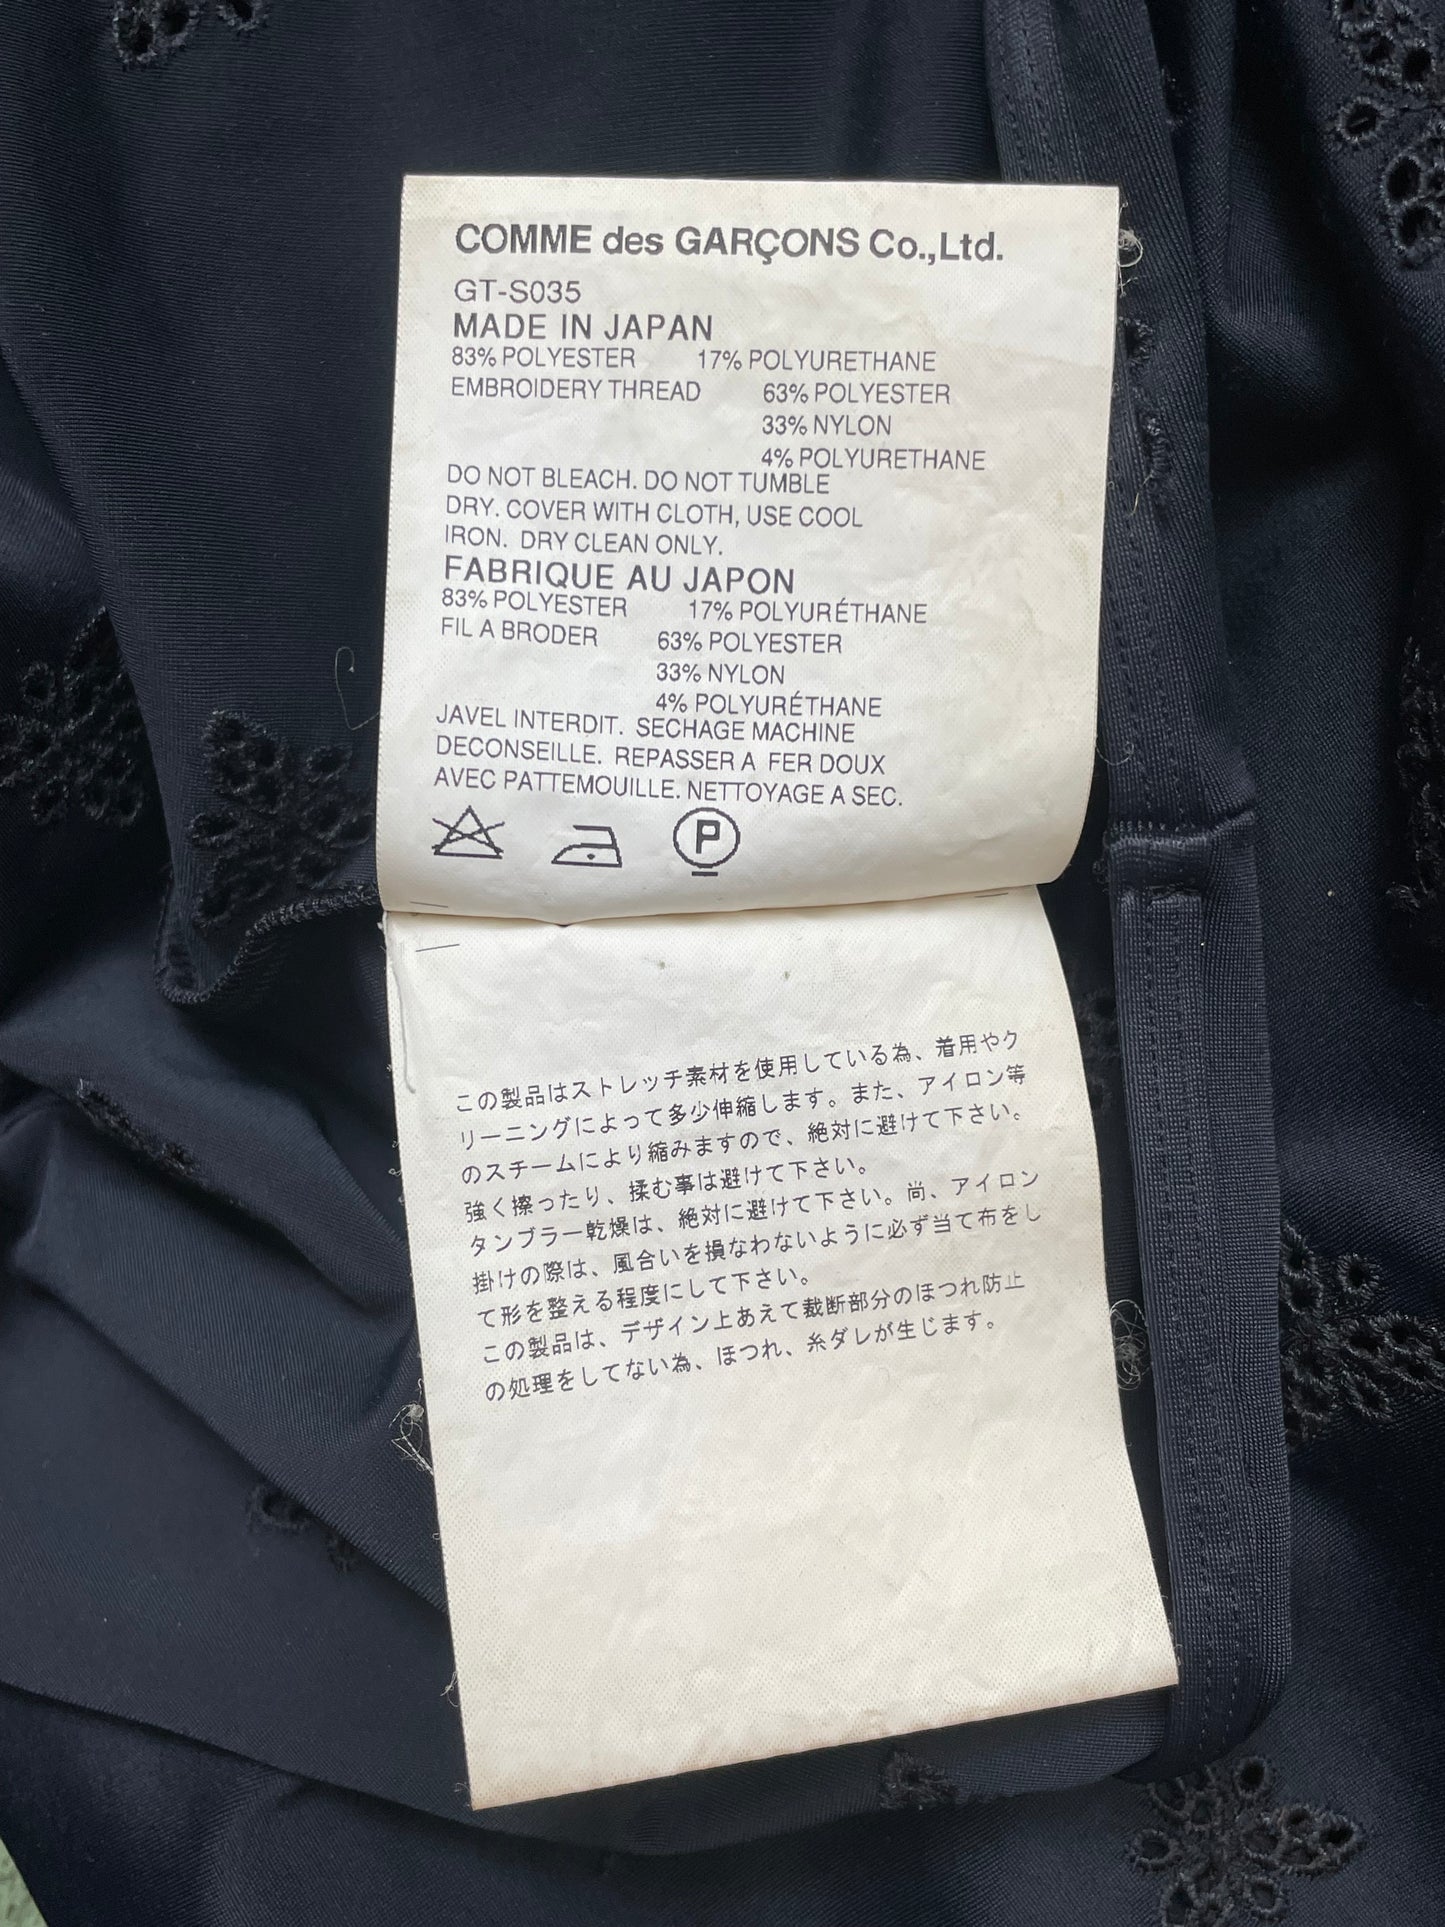 COMME des GARÇONS Co.,Ltd.
GT-S035
MADE IN JAPAN
83% POLYESTER 17% POLYURETHANE
EMBROIDERY THREAD 63% POLYESTER
33% NYLON
4% POLYURETHANE
DO NOT BLEACH. DO NOT TUMBLE
DRY. COVER WITH CLOTH, USE COOL
IRON. DRY CLEAN ONLY.
FABRIQUE AU JAPON
83% POLYESTER 17% POLYURÉTHANE
FIL A BRODER 63% POLYESTER
33% NYLON
4% POLYURÉTHANE
JAVEL INTERDIT. SECHAGE MACHINE
DECONSEILLE. REPASSER A FER DOUX
AVEC PATTEMOUILLE. NETTOYAGE A SEC.
P
この製品はストレッチ素材を使用している為、着用やク
リーニングによって多少伸縮します。また、アイロン等
のスチームにより縮みますので、絶対に避けて下さい。
強く擦ったり、揉む事は避けて下さい。
タンブラー乾燥は、絶対に避けて下さい。尚、アイロン
掛けの際は、風合いを損なわないように必ず当て布をし
て形を整える程度にして下さい。
この製品は、デザイン上あえて裁断部分のほつれ防止
の処理をしてない為、ほつれ、糸ダレが生じます。